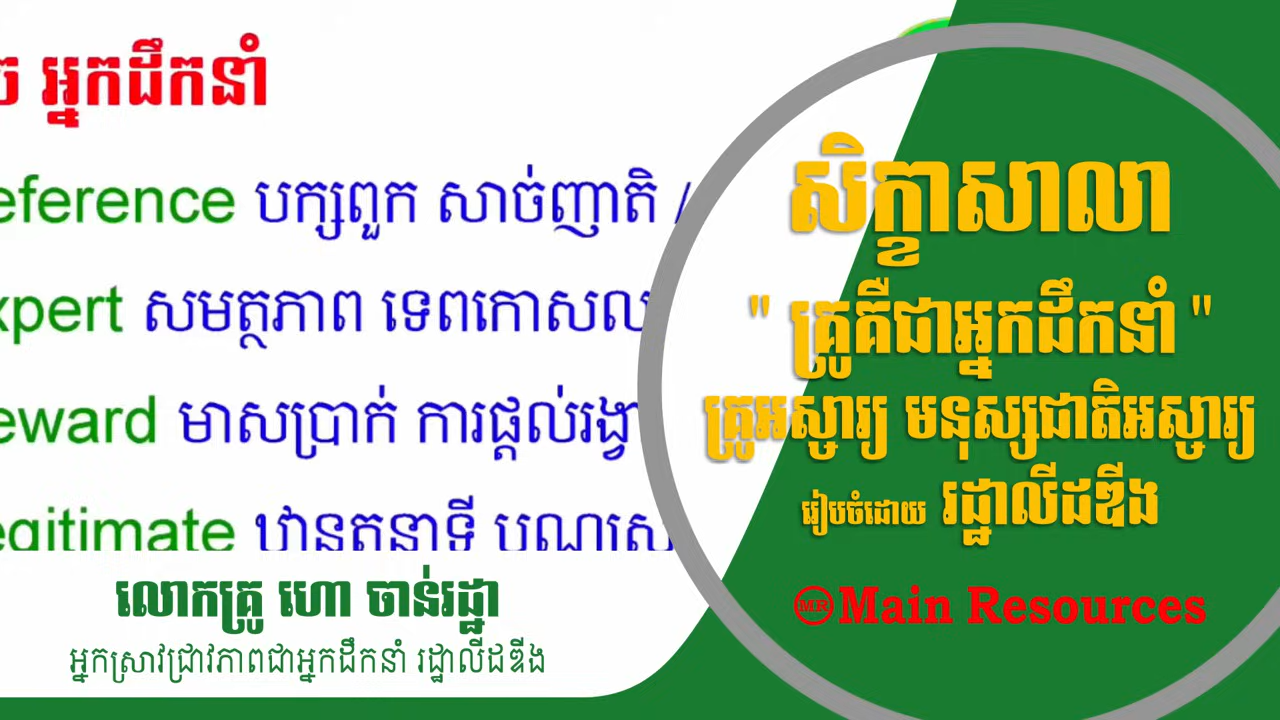 ច អ្នកដឹកនាំ
eference បក្សពួក សាច់ញាតិ /
xpert សមត្ថភាព ទេពកោសល
eward មាសប្រាក់ ការផ្តល់រង្វា
egitimate ឋានតួនាទី បុណ្យស
លោកគ្រូ ហោ ចាន់រដ្ឋា
អ្នកស្រាវជ្រាវភាពជាអ្នកដឹកនាំ រដ្ឋាលីដឌីង
សិក្ខាសាលា
" គ្រូគឺជាអ្នកដឹកនាំ "
គ្រូអស្ចារ្យ មនុស្សជាតិអស្ចារ្យ
រៀបចំដោយ រដ្ឋាលីដឌីង
MR Main Resources